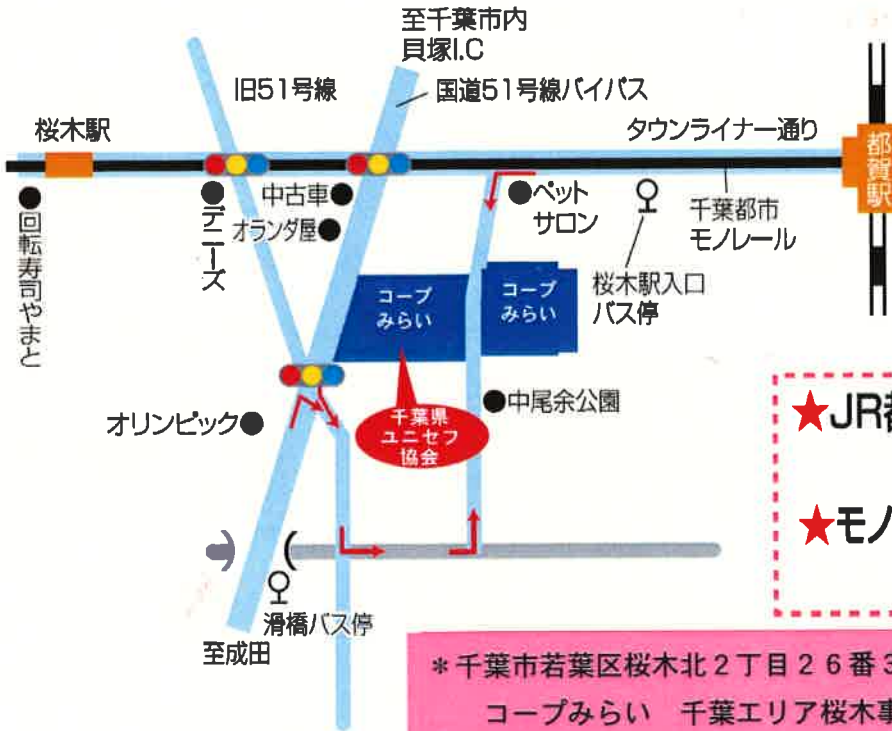 至千葉市内
貝塚I.C
旧51号線
国道51号線バイパス
桜木駅
タウンライナー通り
都賀駅
回転寿司やまと
デニーズ
中古車
オランダ屋
ペット
サロン
千葉都市
モノレール
桜木駅入口
バス停
コープ
みらい
コープ
みらい
オリンピック
千葉県
ユニセフ
協会
中尾余公園
滑橋バス停
至成田
★JR
★モノ
*千葉市若葉区桜木北2丁目26番3
コープみらい 千葉エリア桜木事